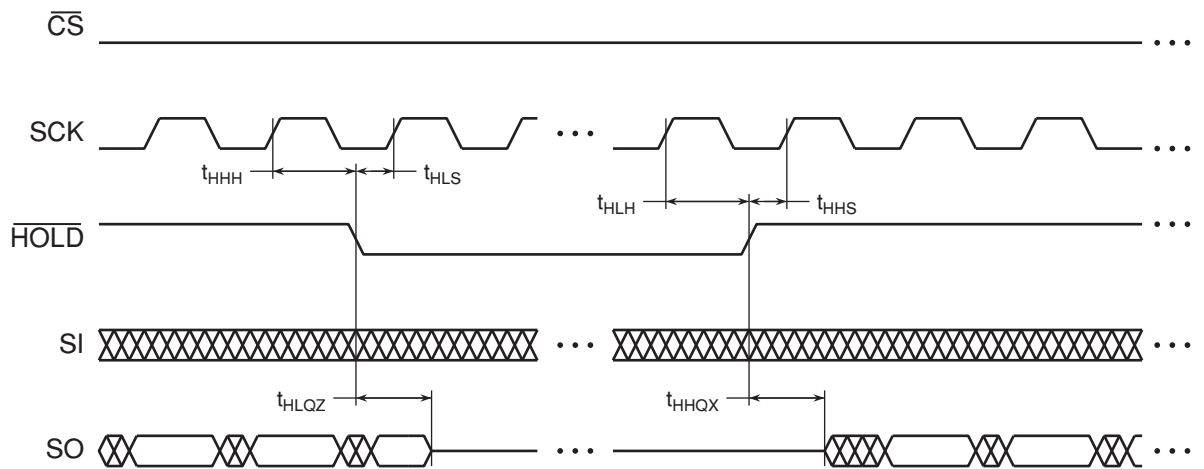 CS
SCK
tHHH
tHLS
tHLH
tHHS
HOLD
SI
tHLQZ
tHHQX
SO